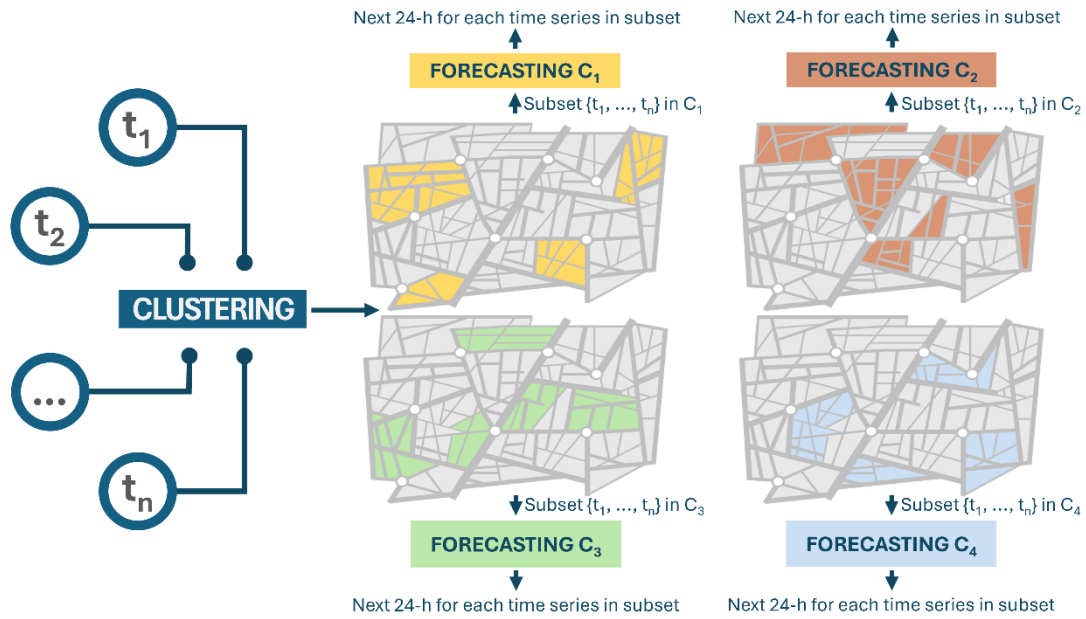 t₁
t₂
CLUSTERING
...
tₙ
Next 24-h for each time series in subset
FORECASTING C₁
Subset {t₁, ..., tₙ} in C₁
Next 24-h for each time series in subset
FORECASTING C₂
Subset {t₁, ..., tₙ} in C₂
Subset {t₁, ..., tₙ} in C₃
FORECASTING C₃
Next 24-h for each time series in subset
Subset {t₁, ..., tₙ} in C₄
FORECASTING C₄
Next 24-h for each time series in subset